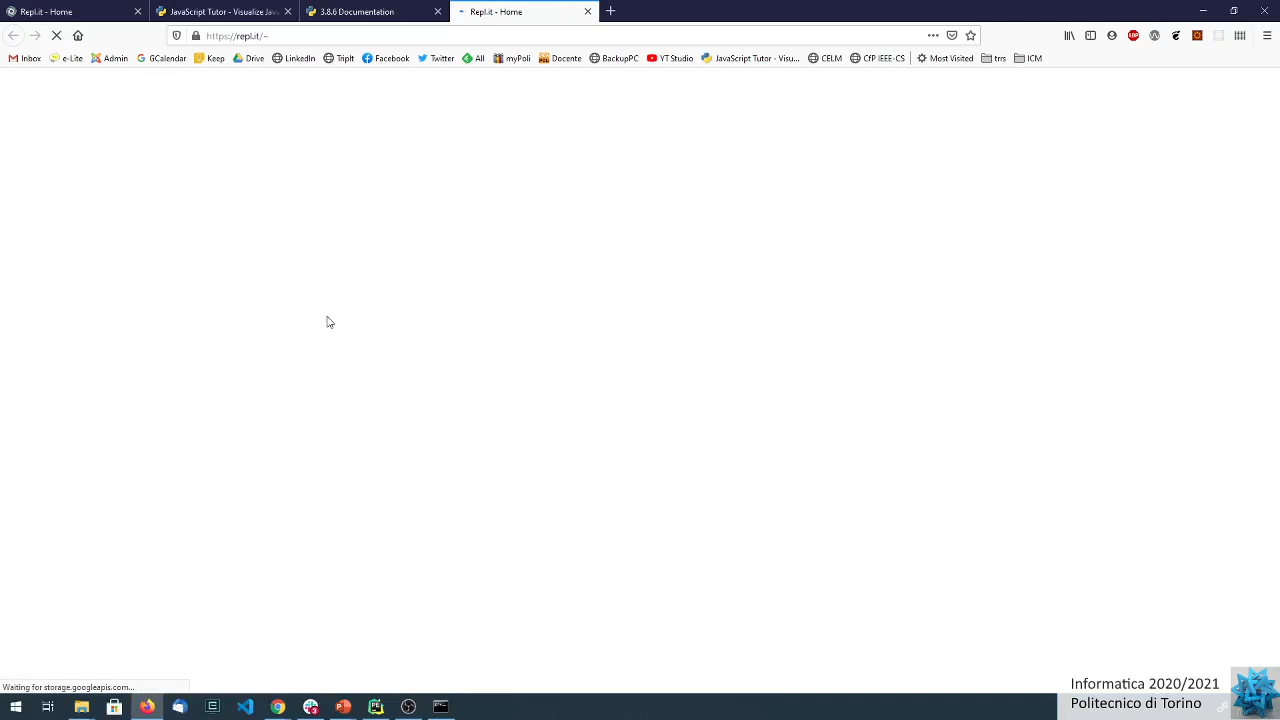 Repl.it - Home
JavaScript Tutor - Visualize Java
3.8.6 Documentation
Repl.it - Home
https://repl.it/~
Inbox
e-Lite
Admin
GCalendar
Keep
Drive
LinkedIn
TripIt
Facebook
Twitter
All
myPoli
Docente
BackupPC
YT Studio
JavaScript Tutor - Visu...
CELM
CfP IEEE-CS
Most Visited
trrs
ICM
Waiting for storage.googleapis.com...
Informatica 2020/2021
Politecnico di Torino